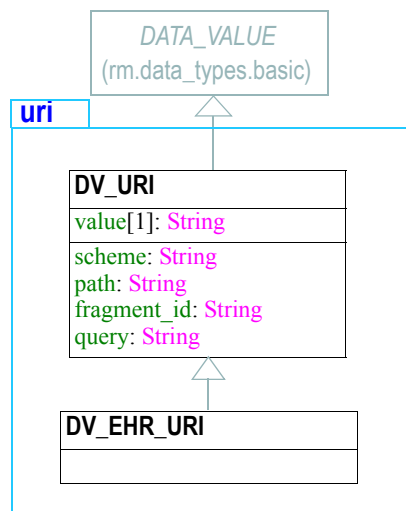 DATA_VALUE
(rm.data_types.basic)
uri
DV_URI
value[1]: String
scheme: String
path: String
fragment_id: String
query: String
DV_EHR_URI